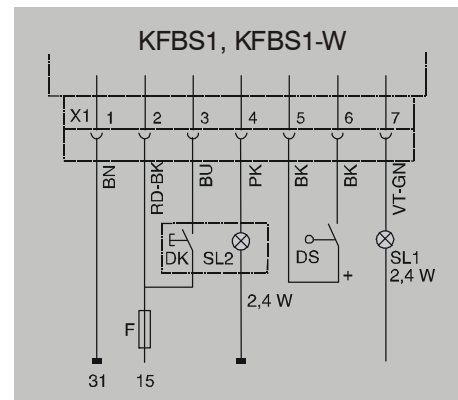 KFBS1, KFBS1-W
X1 1 2 3 4 5 6 7
BN RD-BK BU PK BK BK VT-GN
DK SL2 DS SL1
+ 2,4 W
2,4 W
F
31 15